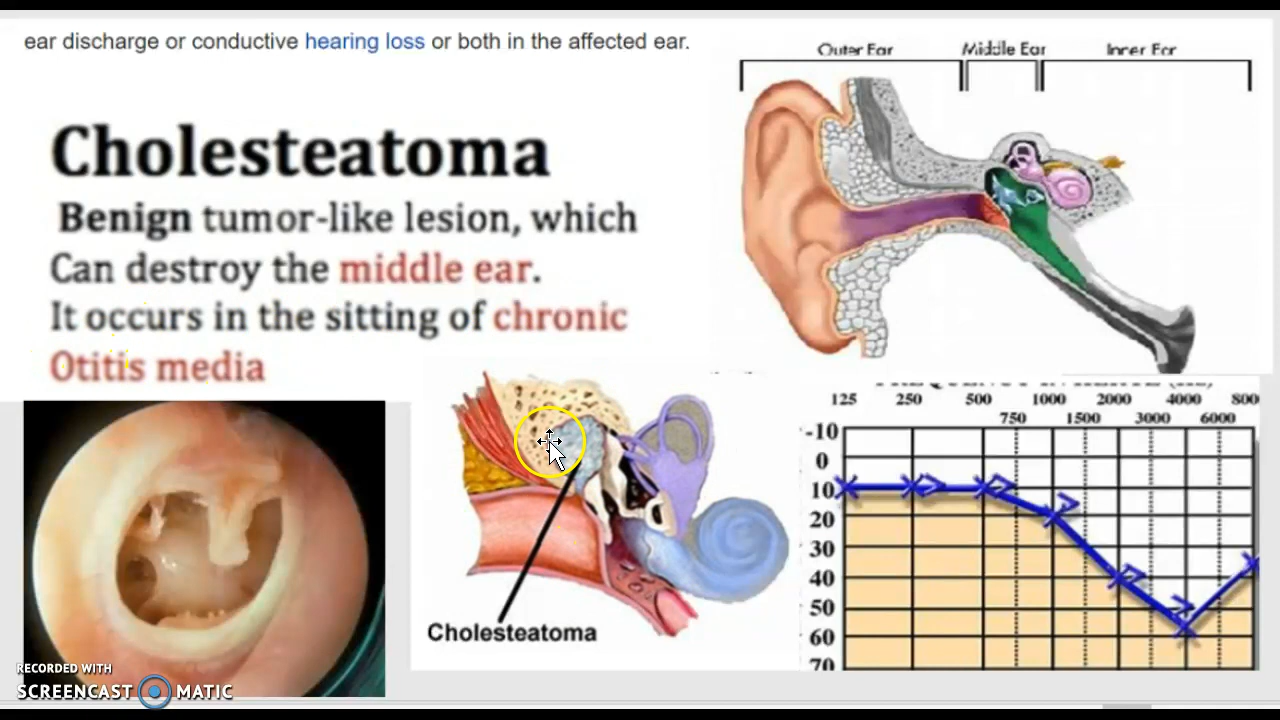 ear discharge or conductive hearing loss or both in the affected ear.
Outer Ear Middle Ear Inner Ear
Cholesteatoma
Benign tumor-like lesion, which
Can destroy the middle ear.
It occurs in the sitting of chronic
Otitis media
Cholesteatoma
125 250 500 1000 2000 4000 8000
750 1500 3000 6000
-10
0
10
20
30
40
50
60
70
RECORDED WITH
SCREENCAST MATIC